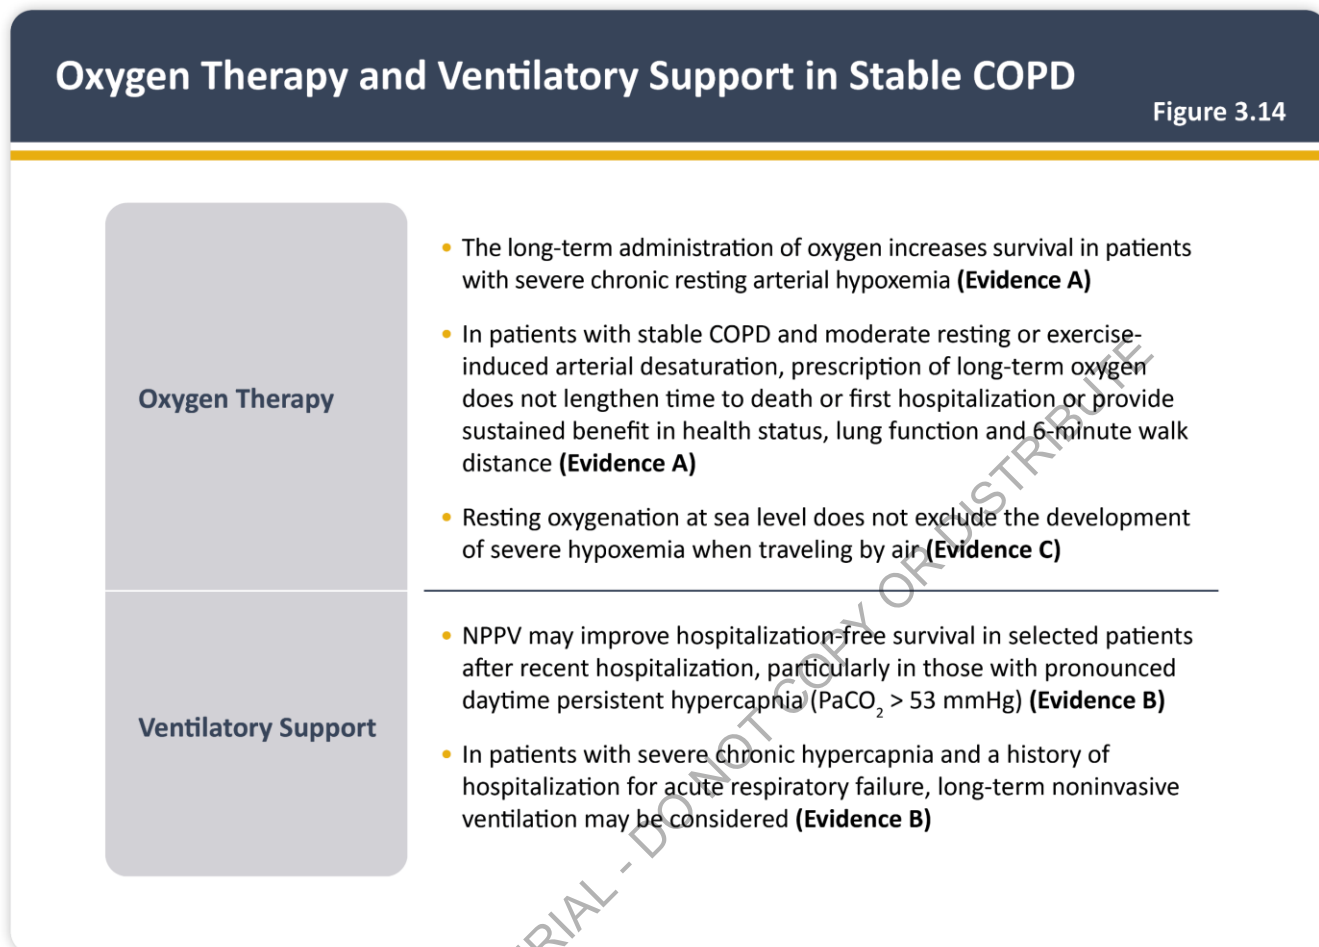 Oxygen Therapy and Ventilatory Support in Stable COPD
Figure 3.14
Oxygen Therapy
• The long-term administration of oxygen increases survival in patients
with severe chronic resting arterial hypoxemia (Evidence A)
• In patients with stable COPD and moderate resting or exercise-
induced arterial desaturation, prescription of long-term oxygen
does not lengthen time to death or first hospitalization or provide
sustained benefit in health status, lung function and 6-minute walk
distance (Evidence A)
• Resting oxygenation at sea level does not exclude the development
of severe hypoxemia when traveling by air (Evidence C)
Ventilatory Support
• NPPV may improve hospitalization-free survival in selected patients
after recent hospitalization, particularly in those with pronounced
daytime persistent hypercapnia (PaCO₂ > 53 mmHg) (Evidence B)
• In patients with severe chronic hypercapnia and a history of
hospitalization for acute respiratory failure, long-term noninvasive
ventilation may be considered (Evidence B)
RIAL - DO NOT COPY OR DISTRIBUTE